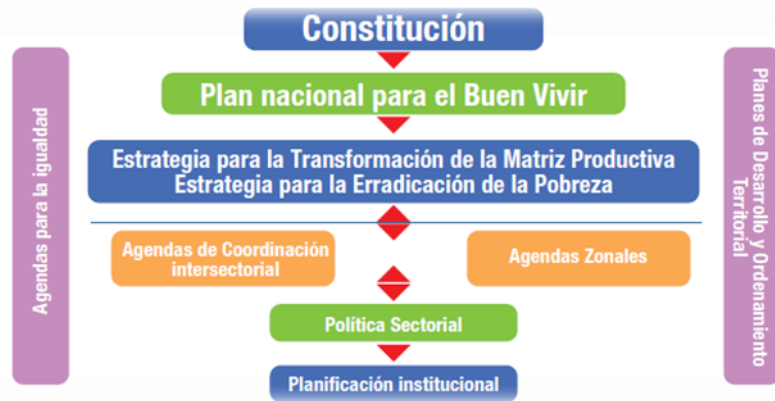 Constitución
Plan nacional para el Buen Vivir
Estrategia para la Transformación de la Matriz Productiva
Estrategia para la Erradicación de la Pobreza
Agendas para la igualdad
Planes de Desarrollo y Ordenamiento
Territorial
Agendas de Coordinación
intersectorial
Agendas Zonales
Política Sectorial
Planificación institucional